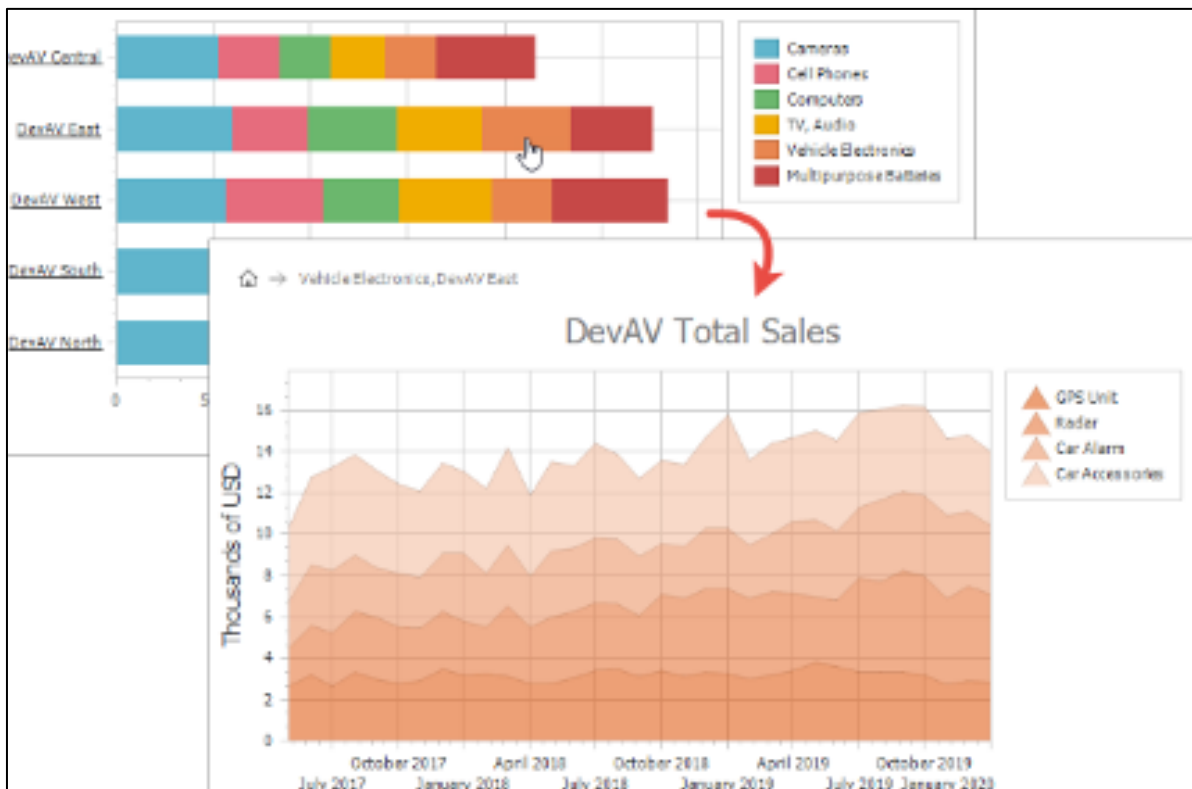 DevAV Central
Cameras
Cell Phones
Computers
TV, Audio
Vehicle Electronics
Multipurpose Batteries
DevAV East
DevAV West
DevAV South
DevAV North
0
5
Vehicle Electronics, DevAV East
DevAV Total Sales
Thousands of USD
16
14
12
10
8
6
4
2
0
GPS Unit
Radar
Car Alarm
Car Accessories
October 2017
April 2018
October 2018
April 2019
October 2019
July 2017
January 2018
July 2018
January 2019
July 2019
January 2020